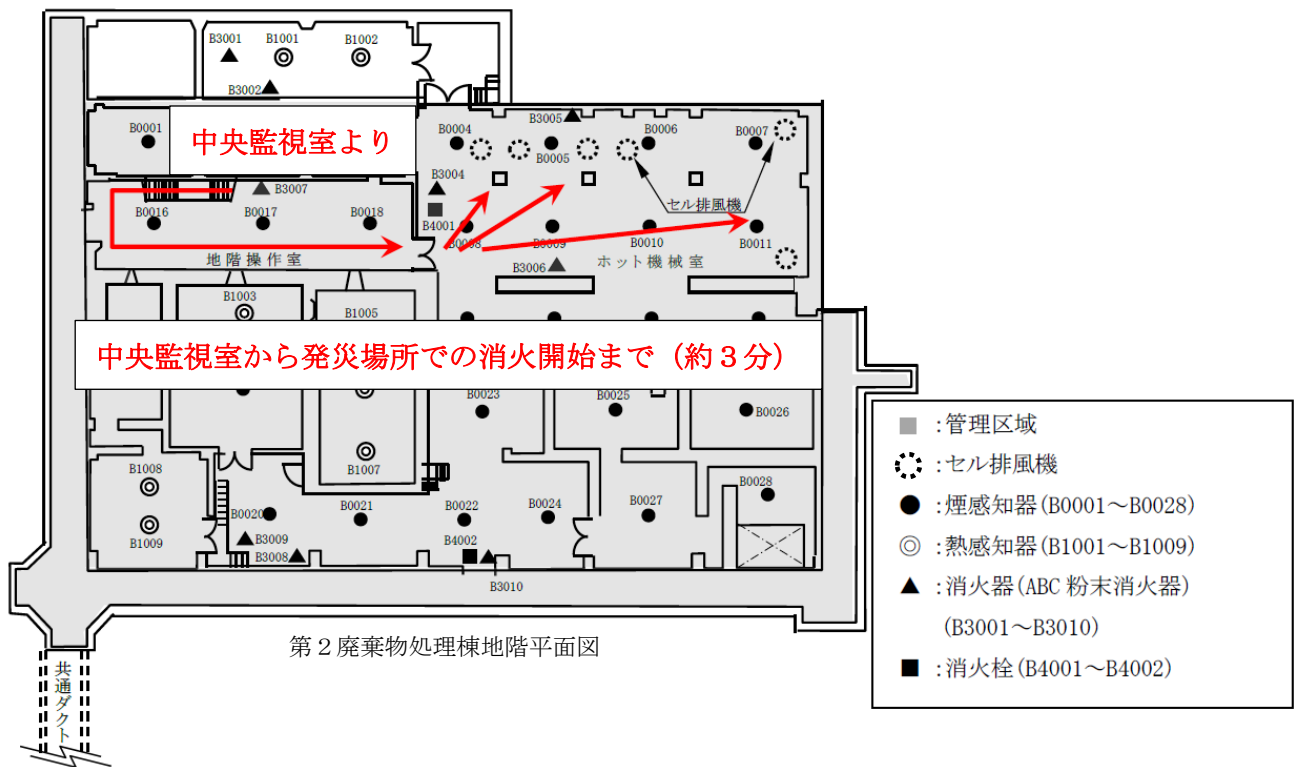 B3001
B1001
B1002
B3002
B0001
中央監視室より
B0004
B3005
B0005
B0006
B0007
B3004
B3007
セル排風機
B0016
B0017
B0018
B4001
B0008
B0009
B0010
B0011
地階操作室
B3006
ホット機械室
B1003
B1005
中央監視室から発災場所での消火開始まで（約３分）
B0023
B0025
B0026
B1008
B1007
B0028
B0020
B0021
B0022
B0024
B0027
B1009
B3009
B4002
B3008
B3010
第２廃棄物処理棟地階平面図
共通ダクト
:管理区域
:セル排風機
:煙感知器(B0001～B0028)
:熱感知器(B1001～B1009)
:消火器(ABC 粉末消火器)
(B3001～B3010)
:消火栓(B4001～B4002)